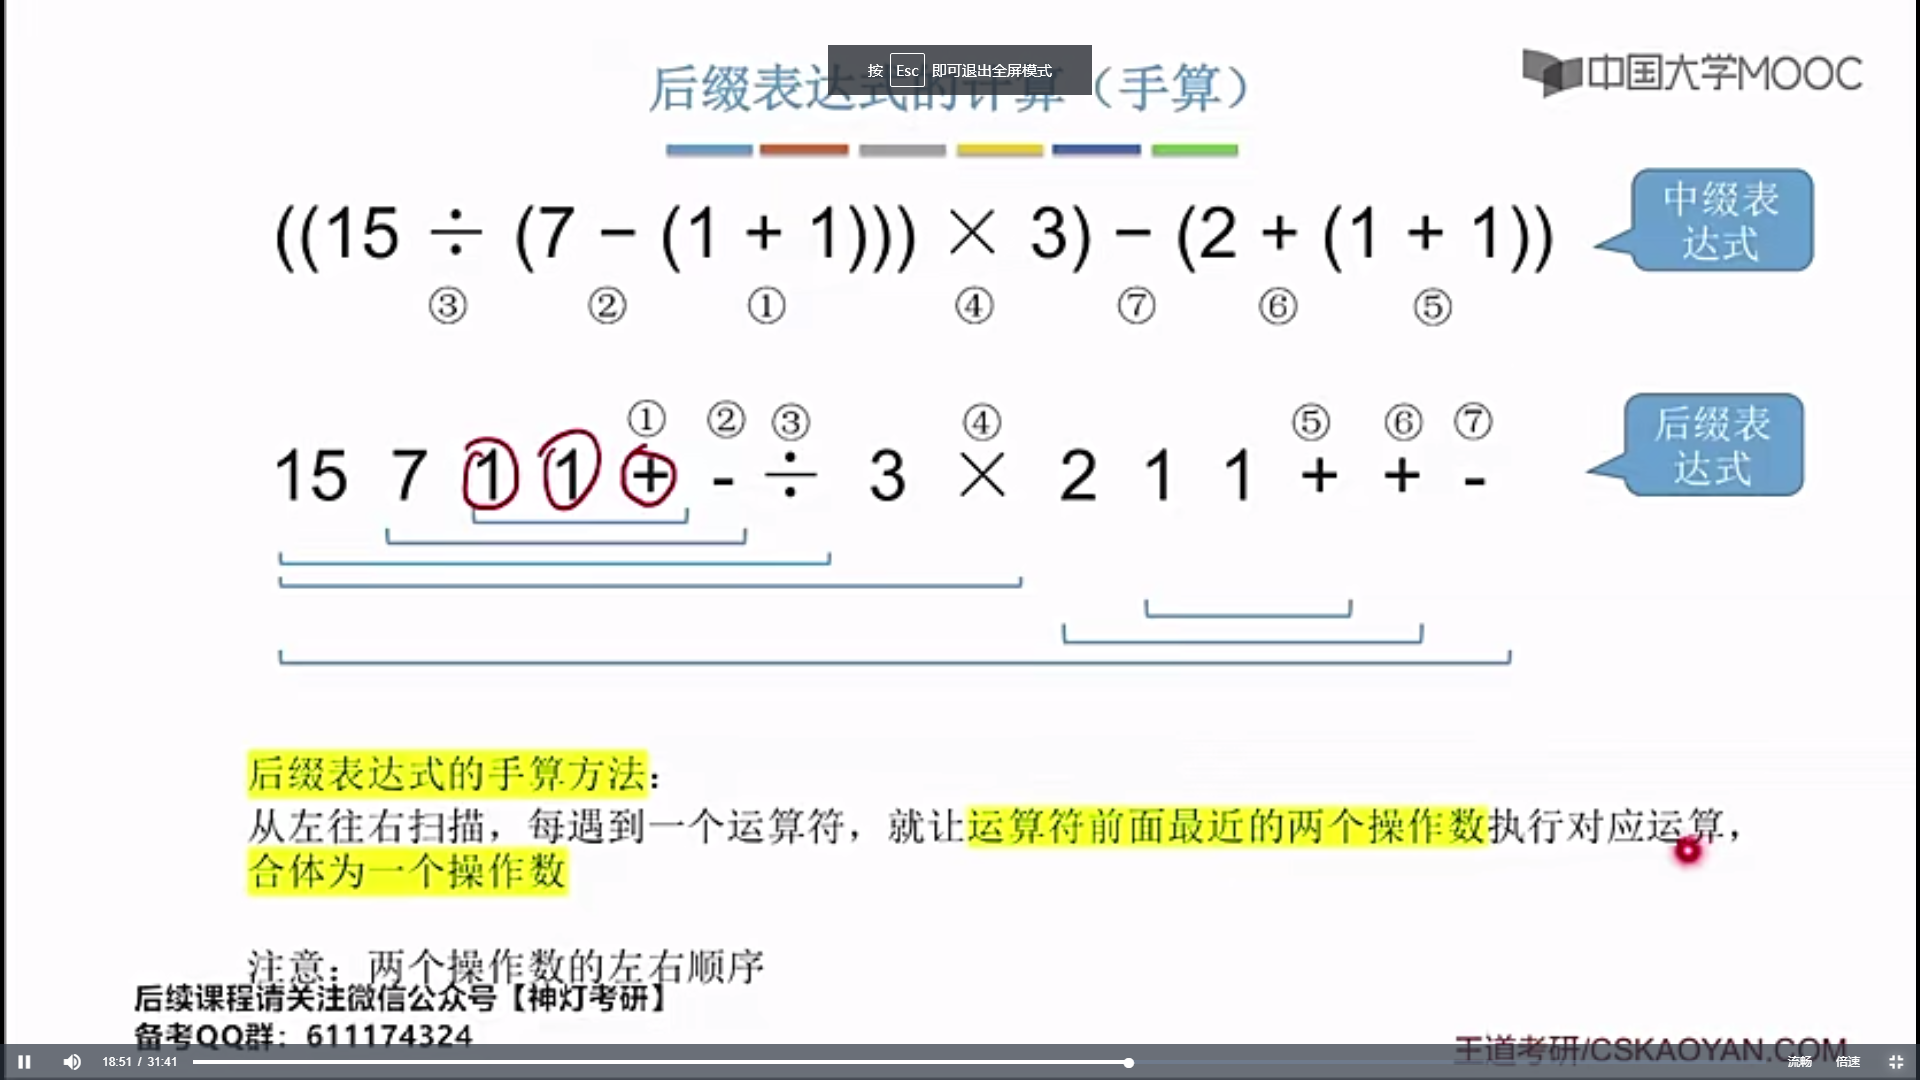 按 Esc 即可退出全屏模式
后缀表达式的计算（手算）
中国大学MOOC
((15 ÷ (7 − (1 + 1))) × 3) − (2 + (1 + 1))
③ ② ① ④ ⑦ ⑥ ⑤
中缀表
达式
① ② ③ ④ ⑤ ⑥ ⑦
15 7 1 1 + - ÷ 3 × 2 1 1 + + -
后缀表
达式
后缀表达式的手算方法：
从左往右扫描，每遇到一个运算符，就让运算符前面最近的两个操作数执行对应运算，
合体为一个操作数
注意：两个操作数的左右顺序
后续课程请关注微信公众号【神灯考研】
备考QQ群：611174324
王道考研/CSKAOYAN.COM
18:51 / 31:41
流畅 倍速